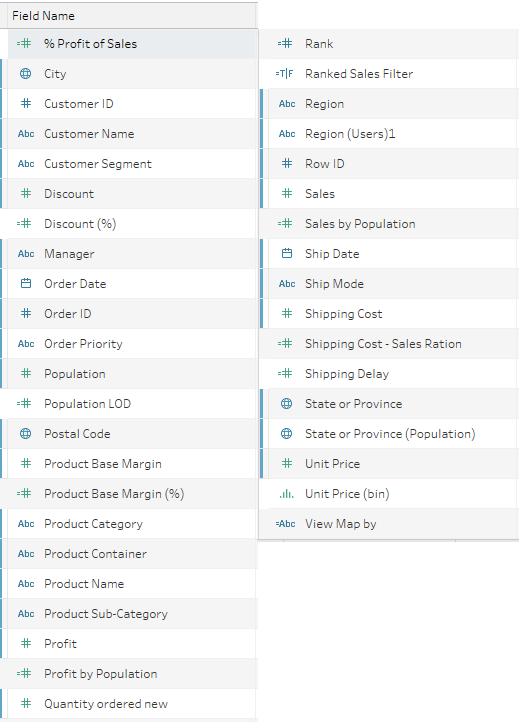 Field Name
=# % Profit of Sales
City
# Customer ID
Abc Customer Name
Abc Customer Segment
# Discount
=# Discount (%)
Abc Manager
Order Date
# Order ID
Abc Order Priority
# Population
=# Population LOD
Postal Code
# Product Base Margin
=# Product Base Margin (%)
Abc Product Category
Abc Product Container
Abc Product Name
Abc Product Sub-Category
# Profit
=# Profit by Population
# Quantity ordered new
=# Rank
=T|F Ranked Sales Filter
Abc Region
Abc Region (Users)1
# Row ID
# Sales
=# Sales by Population
Ship Date
Abc Ship Mode
# Shipping Cost
=# Shipping Cost - Sales Ration
=# Shipping Delay
State or Province
State or Province (Population)
# Unit Price
Unit Price (bin)
=Abc View Map by